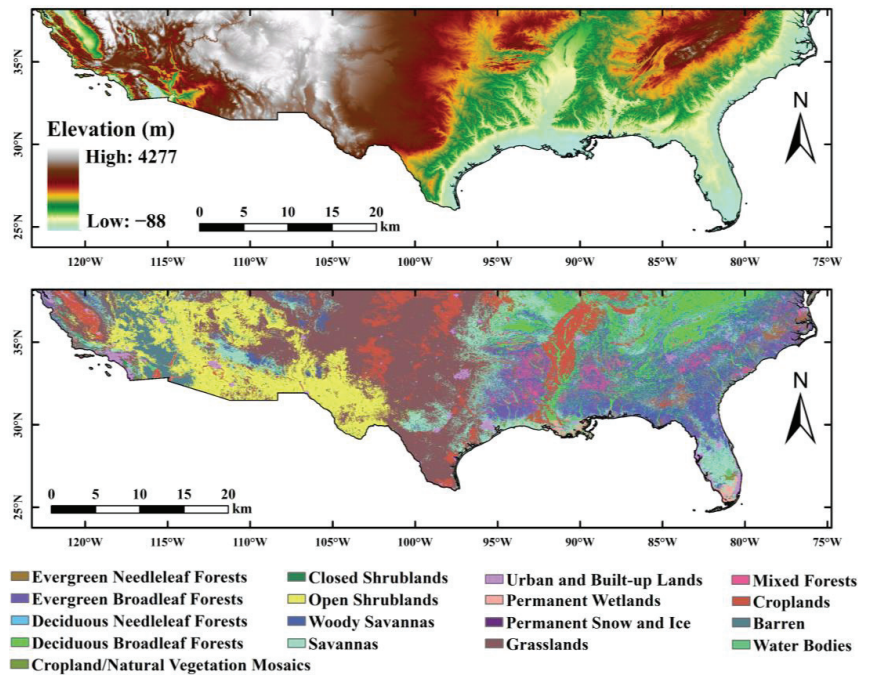 35°N
30°N
25°N
Elevation (m)
High: 4277
Low: −88
N
0 5 10 15 20
km
120°W 115°W 110°W 105°W 100°W 95°W 90°W 85°W 80°W 75°W
35°N
30°N
25°N
N
0 5 10 15 20
km
120°W 115°W 110°W 105°W 100°W 95°W 90°W 85°W 80°W 75°W
Evergreen Needleleaf Forests
Evergreen Broadleaf Forests
Deciduous Needleleaf Forests
Deciduous Broadleaf Forests
Cropland/Natural Vegetation Mosaics
Closed Shrublands
Open Shrublands
Woody Savannas
Savannas
Urban and Built-up Lands
Permanent Wetlands
Permanent Snow and Ice
Grasslands
Mixed Forests
Croplands
Barren
Water Bodies